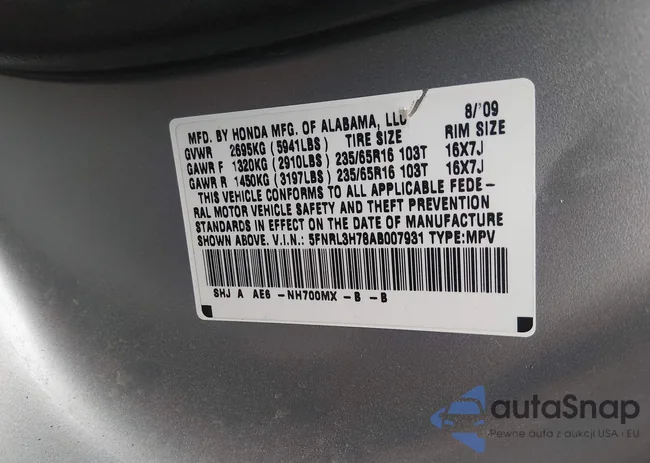 MFD. BY HONDA MFG. OF ALABAMA, LLC 8/'09
GVWR 2695KG (5941LBS) TIRE SIZE RIM SIZE
GAWR F 1320KG (2910LBS) 235/65R16 103T 16X7J
GAWR R 1450KG (3197LBS) 235/65R16 103T 16X7J
THIS VEHICLE CONFORMS TO ALL APPLICABLE FEDE-
RAL MOTOR VEHICLE SAFETY AND THEFT PREVENTION
STANDARDS IN EFFECT ON THE DATE OF MANUFACTURE
SHOWN ABOVE. V.I.N.: 5FNRL3H78AB007931 TYPE:MPV
SHJ A AE6 -NH700MX -B -B
autaSnap
Pewne auta z aukcji USA i EU